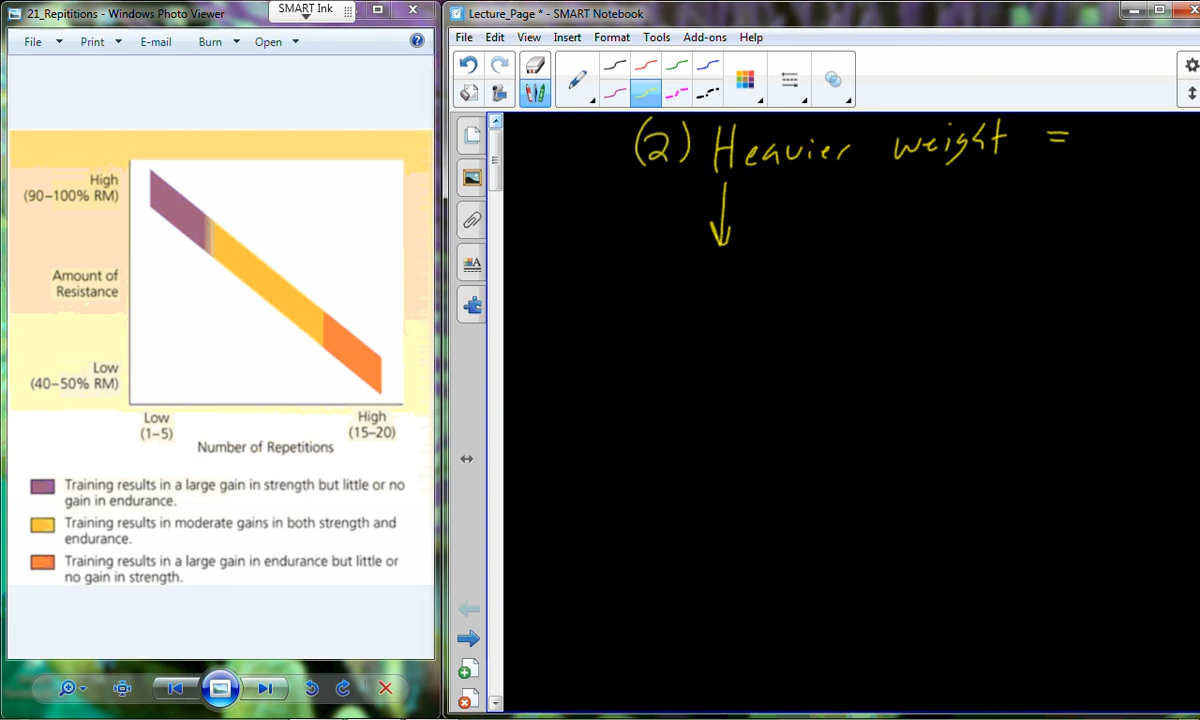 21_Repititions - Windows Photo Viewer
SMART Ink
File Print E-mail Burn Open
High
(90–100% RM)
Amount of
Resistance
Low
(40–50% RM)
Low
(1–5)
High
(15–20)
Number of Repetitions
Training results in a large gain in strength but little or no
gain in endurance.
Training results in moderate gains in both strength and
endurance.
Training results in a large gain in endurance but little or
no gain in strength.
Lecture_Page * - SMART Notebook
File Edit View Insert Format Tools Add-ons Help
(2) Heavier weight =